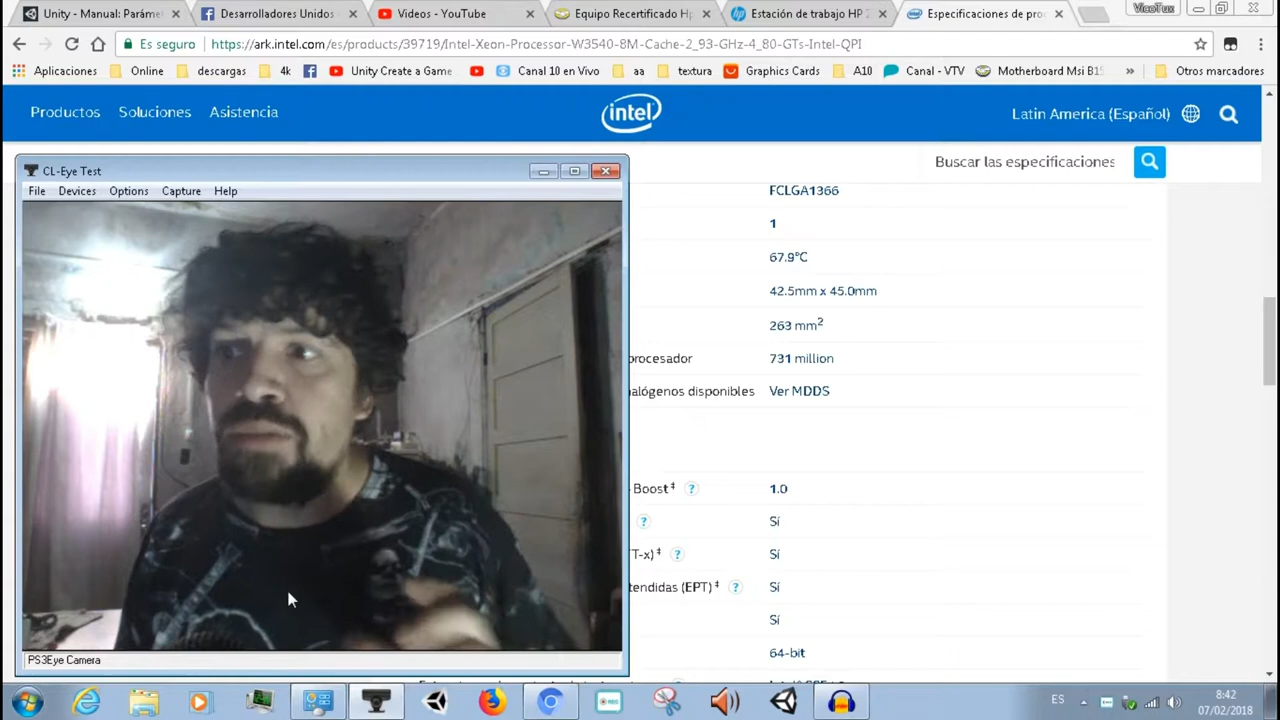 Unity - Manual: Paráme
Desarrolladores Unidos
Videos - YouTube
Equipo Recertificado Hp
Estación de trabajo HP Z
Especificaciones de pro
VicoTux
Es seguro
https://ark.intel.com/es/products/39719/Intel-Xeon-Processor-W3540-8M-Cache-2_93-GHz-4_80-GTs-Intel-QPI
Aplicaciones
Online
descargas
4k
Unity Create a Game
Canal 10 en Vivo
aa
textura
Graphics Cards
A10
Canal - VTV
Motherboard Msi B15
»
Otros marcadores
Productos
Soluciones
Asistencia
intel
Latin America (Español)
Buscar las especificaciones
CL-Eye Test
File Devices Options Capture Help
FCLGA1366
1
67.9°C
42.5mm x 45.0mm
263 mm²
procesador 731 million
halógenos disponibles Ver MDDS
Boost‡ ? 1.0
? Sí
T-x)‡ ? Sí
tendidas (EPT)‡ ? Sí
Sí
64-bit
PS3Eye Camera
ES
8:42
07/02/2018